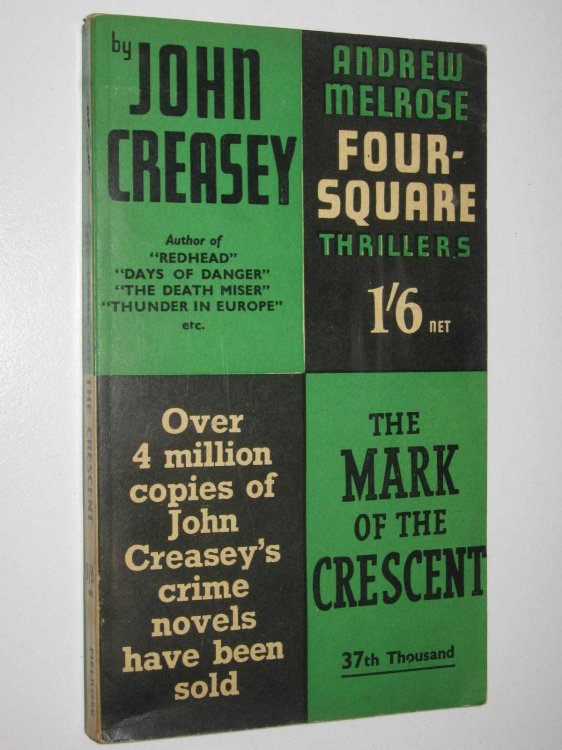 by
JOHN
CREASEY
Author of
"REDHEAD"
"DAYS OF DANGER"
"THE DEATH MISER"
"THUNDER IN EUROPE"
etc.
ANDREW
MELROSE
FOUR-
SQUARE
THRILLERS
1'6 NET
Over
4 million
copies of
John
Creasey's
crime
novels
have been
sold
THE
MARK
OF THE
CRESCENT
37th Thousand
THE CRESCENT
MELROSE